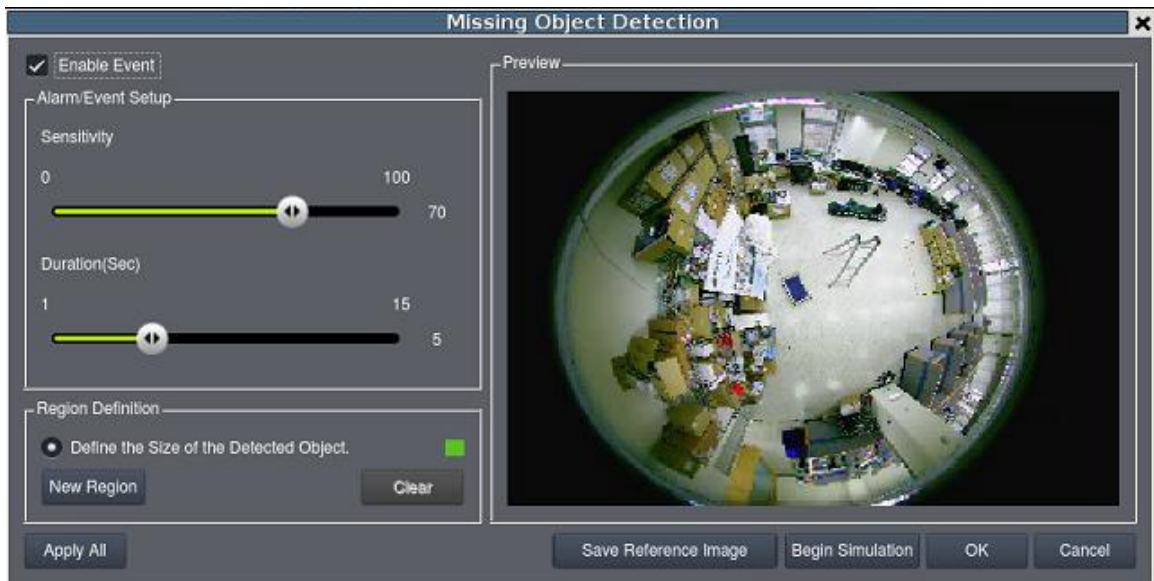 Missing Object Detection
Enable Event
Alarm/Event Setup
Sensitivity
0 100
70
Duration(Sec)
1 15
5
Region Definition
Define the Size of the Detected Object.
New Region Clear
Preview
Apply All Save Reference Image Begin Simulation OK Cancel